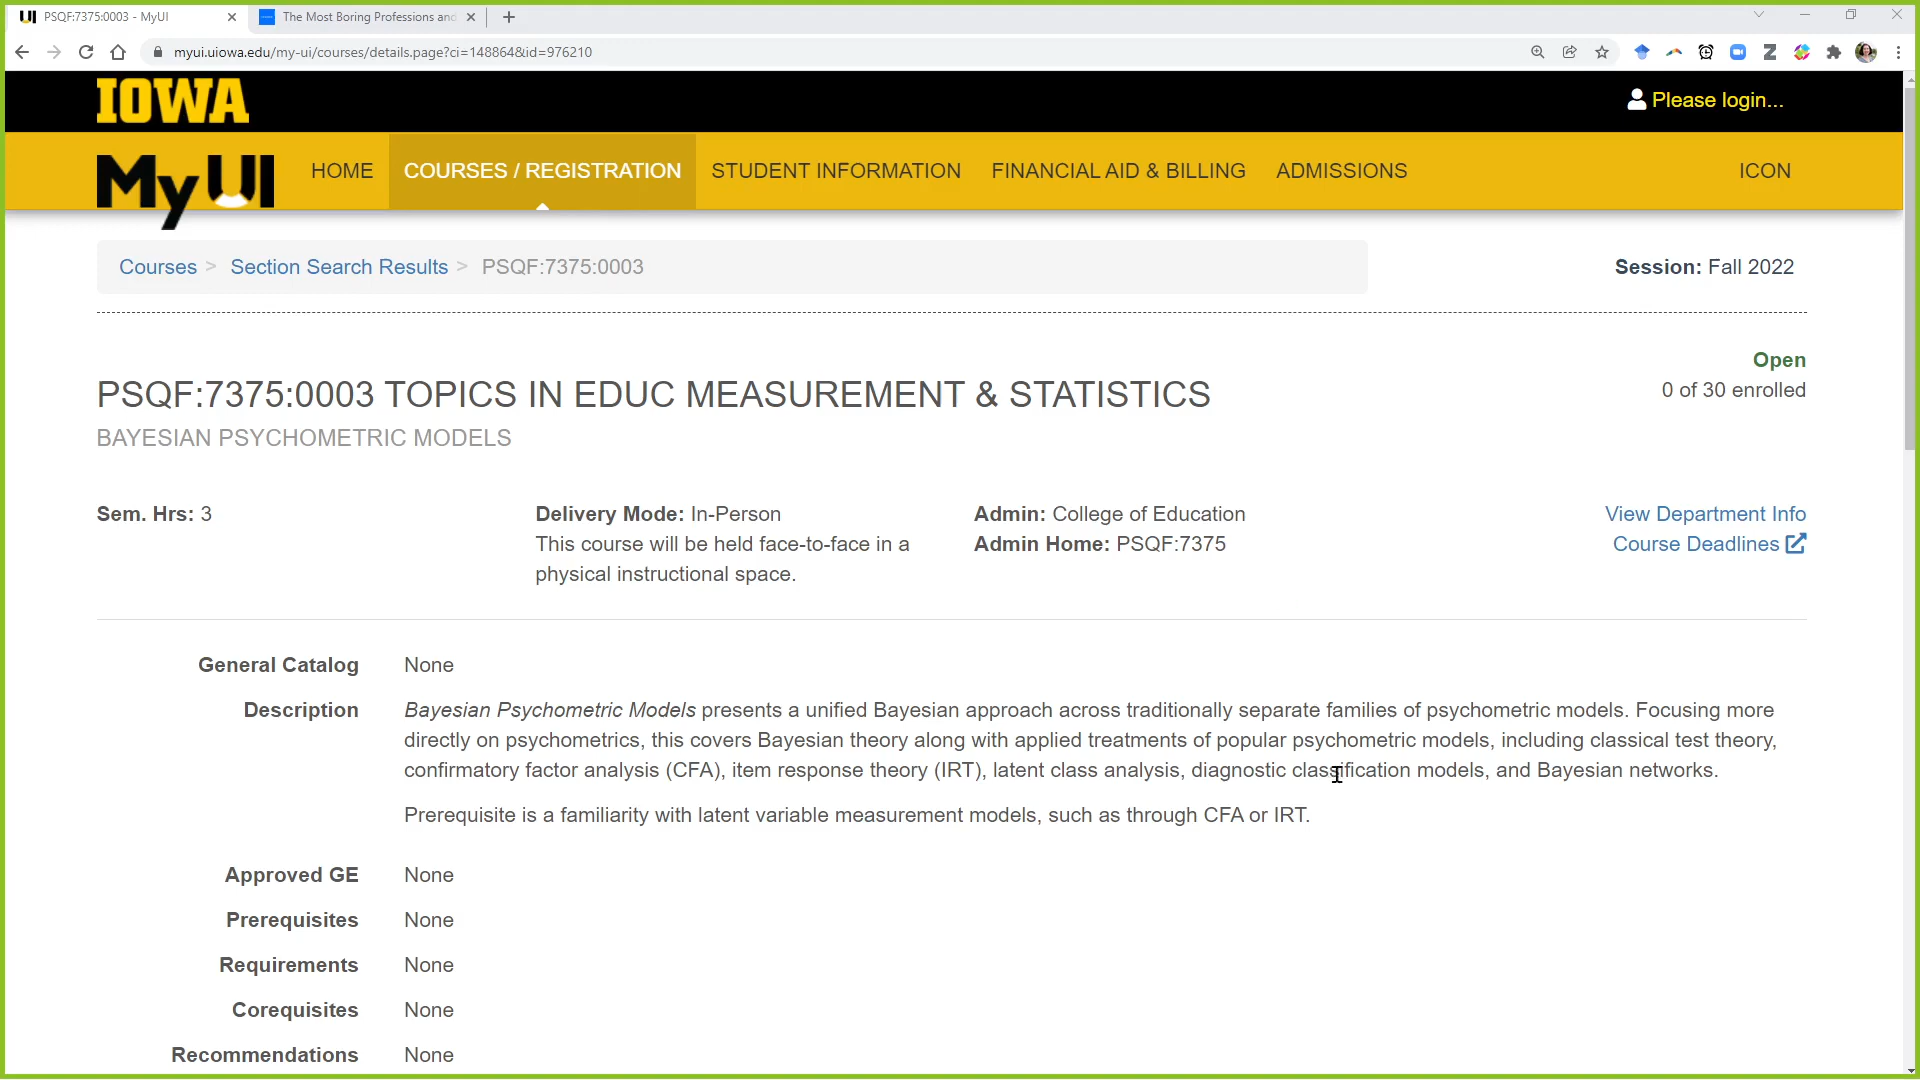 PSQF:7375:0003 - MyUI
The Most Boring Professions and
myui.uiowa.edu/my-ui/courses/details.page?ci=148864&id=976210
IOWA
Please login...
MyUI
HOME
COURSES / REGISTRATION
STUDENT INFORMATION
FINANCIAL AID & BILLING
ADMISSIONS
ICON
Courses > Section Search Results > PSQF:7375:0003
Session: Fall 2022
Open
0 of 30 enrolled
PSQF:7375:0003 TOPICS IN EDUC MEASUREMENT & STATISTICS
BAYESIAN PSYCHOMETRIC MODELS
Sem. Hrs: 3
Delivery Mode: In-Person
This course will be held face-to-face in a
physical instructional space.
Admin: College of Education
Admin Home: PSQF:7375
View Department Info
Course Deadlines
General Catalog None
Description Bayesian Psychometric Models presents a unified Bayesian approach across traditionally separate families of psychometric models. Focusing more
directly on psychometrics, this covers Bayesian theory along with applied treatments of popular psychometric models, including classical test theory,
confirmatory factor analysis (CFA), item response theory (IRT), latent class analysis, diagnostic classification models, and Bayesian networks.
Prerequisite is a familiarity with latent variable measurement models, such as through CFA or IRT.
Approved GE None
Prerequisites None
Requirements None
Corequisites None
Recommendations None